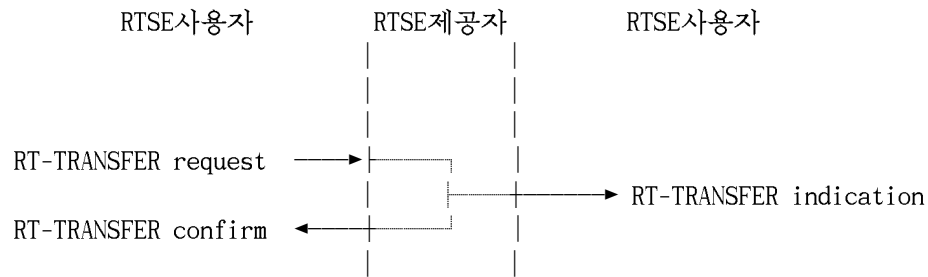 RTSE사용자 RTSE제공자 RTSE사용자
RT-TRANSFER request
RT-TRANSFER indication
RT-TRANSFER confirm